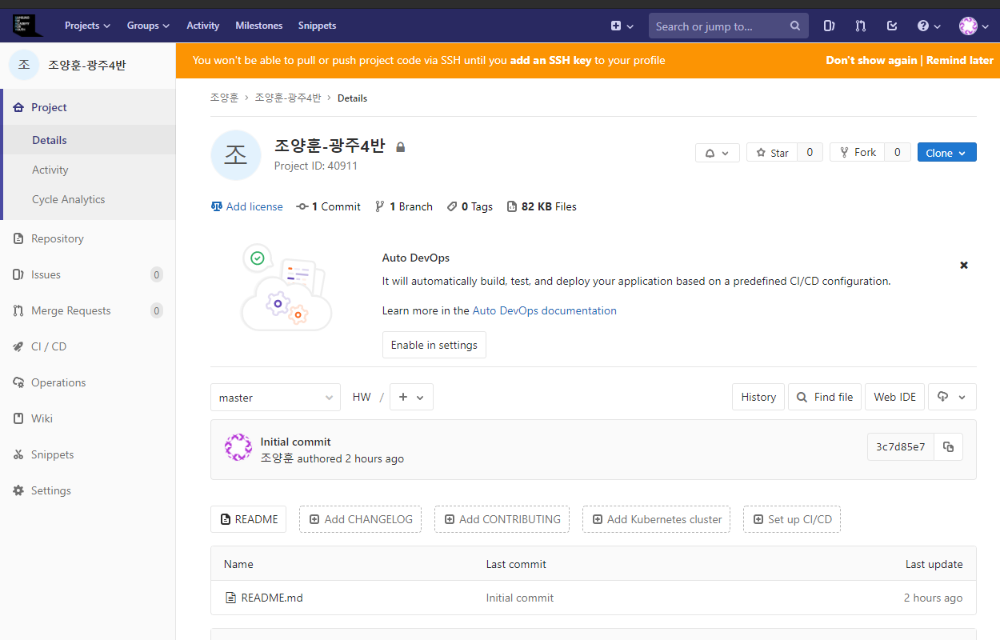 SAMSUNG
SW
ACADEMY
FOR
YOUTH
Projects Groups Activity Milestones Snippets Search or jump to...
조 조양훈-광주4반
You won't be able to pull or push project code via SSH until you add an SSH key to your profile Don't show again | Remind later
Project
Details
Activity
Cycle Analytics
Repository
Issues 0
Merge Requests 0
CI / CD
Operations
Wiki
Snippets
Settings
조양훈 > 조양훈-광주4반 > Details
조 조양훈-광주4반
Project ID: 40911
Star 0 Fork 0 Clone
Add license 1 Commit 1 Branch 0 Tags 82 KB Files
Auto DevOps
It will automatically build, test, and deploy your application based on a predefined CI/CD configuration.
Learn more in the Auto DevOps documentation
Enable in settings
master HW / + History Find file Web IDE
Initial commit
조양훈 authored 2 hours ago
3c7d85e7
README Add CHANGELOG Add CONTRIBUTING Add Kubernetes cluster Set up CI/CD
Name Last commit Last update
README.md Initial commit 2 hours ago